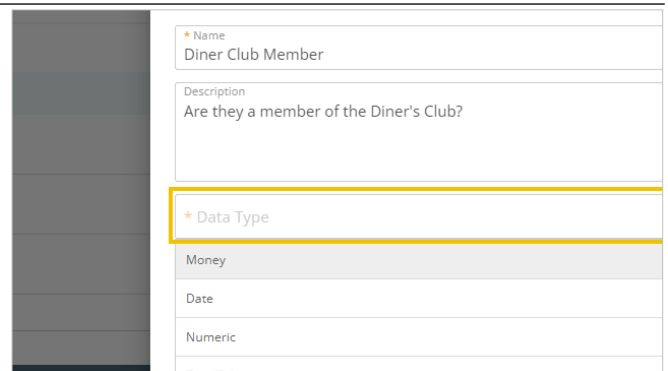 * Name
Diner Club Member
Description
Are they a member of the Diner's Club?
* Data Type
Money
Date
Numeric